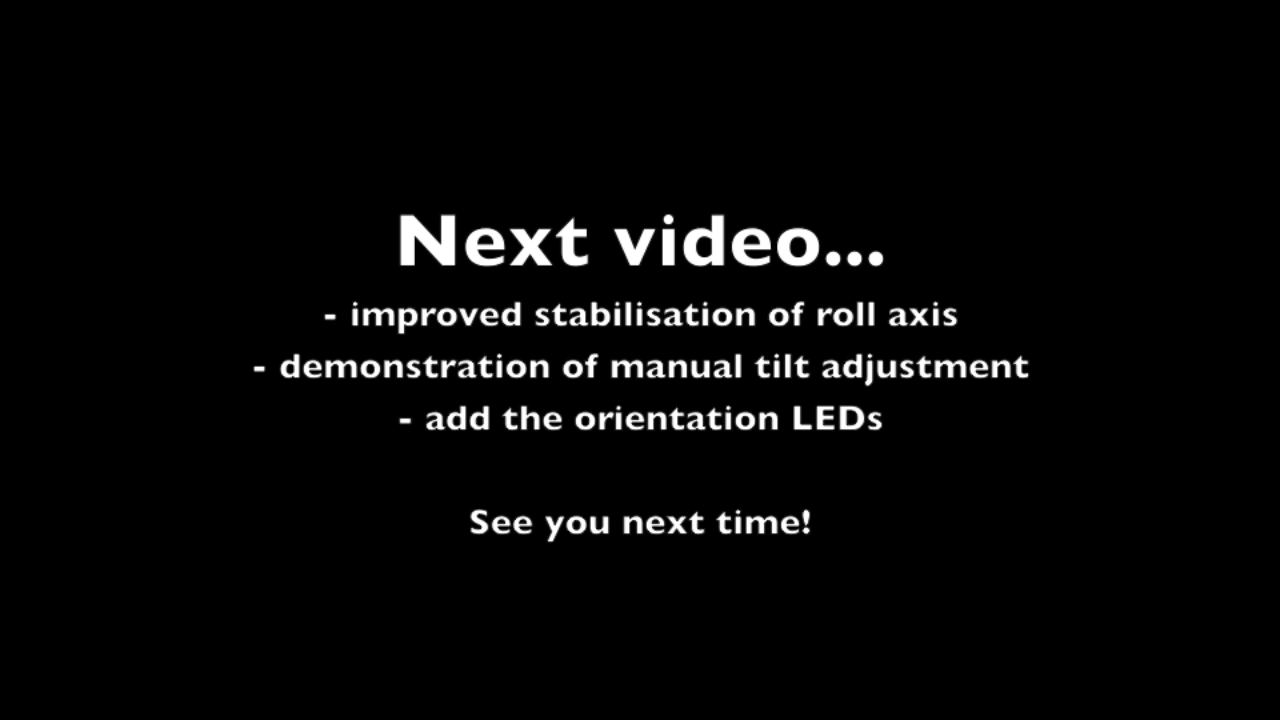 Next video...
- improved stabilisation of roll axis
- demonstration of manual tilt adjustment
- add the orientation LEDs
See you next time!